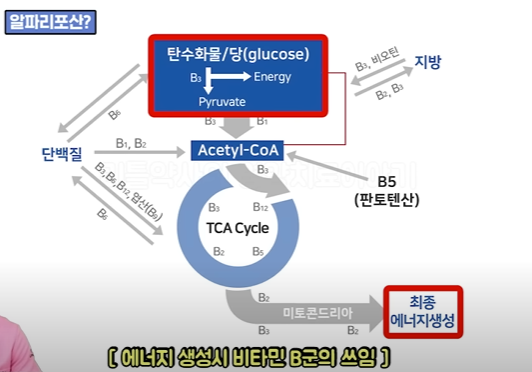 알파리포산?
탄수화물/당(glucose)
B3
Energy
Pyruvate
B3, 비오틴
지방
B2, B3
B6
B3
B1
단백질
B1, B2
Acetyl-CoA
B3
B5
(판토텐산)
B3,B6,B12,엽산(B9)
B6
B3
B12
TCA Cycle
B2
B5
B2
미토콘드리아
B3
B2
최종
에너지생성
[ 에너지 생성시 비타민 B군의 쓰임 ]